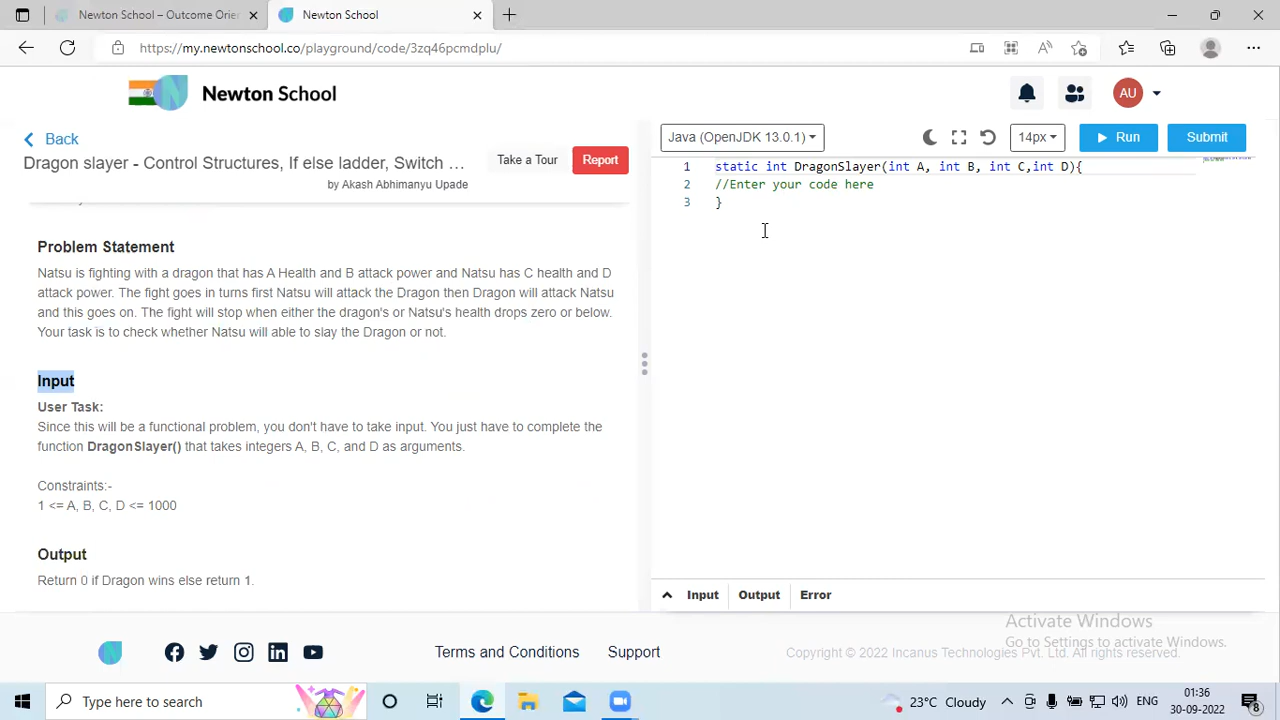 Newton School – Outcome Orie
Newton School
https://my.newtonschool.co/playground/code/3zq46pcmdplu/
Newton School
AU
Back
Dragon slayer - Control Structures, If else ladder, Switch ...
by Akash Abhimanyu Upade
Take a Tour
Report
Problem Statement
Natsu is fighting with a dragon that has A Health and B attack power and Natsu has C health and D
attack power. The fight goes in turns first Natsu will attack the Dragon then Dragon will attack Natsu
and this goes on. The fight will stop when either the dragon's or Natsu's health drops zero or below.
Your task is to check whether Natsu will able to slay the Dragon or not.
Input
User Task:
Since this will be a functional problem, you don't have to take input. You just have to complete the
function DragonSlayer() that takes integers A, B, C, and D as arguments.
Constraints:-
1 <= A, B, C, D <= 1000
Output
Return 0 if Dragon wins else return 1.
Java (OpenJDK 13.0.1)
14px
Run
Submit
1 static int DragonSlayer(int A, int B, int C,int D){
2 //Enter your code here
3 }
Input Output Error
Activate Windows
Go to Settings to activate Windows.
Terms and Conditions
Support
Copyright © 2022 Incanus Technologies Pvt. Ltd. All rights reserved.
Type here to search
23°C Cloudy
ENG
01:36
30-09-2022
8